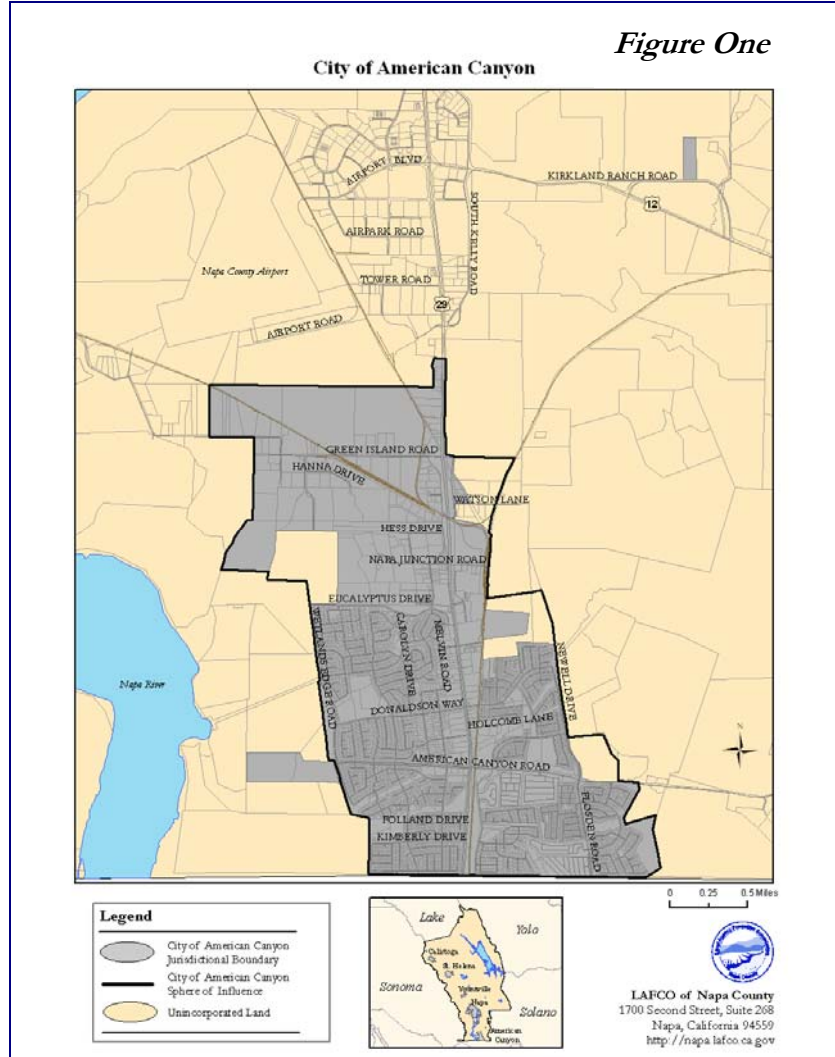 Figure One
City of American Canyon
AIRPORT BLVD
KIRKLAND RANCH ROAD
12
SOUTH KELLY ROAD
AIRPARK ROAD
Napa County Airport
TOWER ROAD
29
AIRPORT ROAD
GREEN ISLAND ROAD
HANNA DRIVE
WATSON LANE
HESS DRIVE
NAPA JUNCTION ROAD
EUCALYPTUS DRIVE
WETLANDS EDGE ROAD
CAROLYN DRIVE
MELVIN ROAD
NEWELL DRIVE
Napa River
DONALDSON WAY
HOLCOMB LANE
N
AMERICAN CANYON ROAD
FLOSDEN ROAD
FOLLAND DRIVE
KIMBERLY DRIVE
0 0.25 0.5 Miles
Legend
City of American Canyon
Jurisdictional Boundary
City of American Canyon
Sphere of Influence
Unincorporated Land
Lake
Yolo
Calistoga
St. Helena
Sonoma
Yountville
Napa
Solano
American
Canyon
LAFCO of Napa County
1700 Second Street, Suite 268
Napa, California 94559
http://napa.lafco.ca.gov